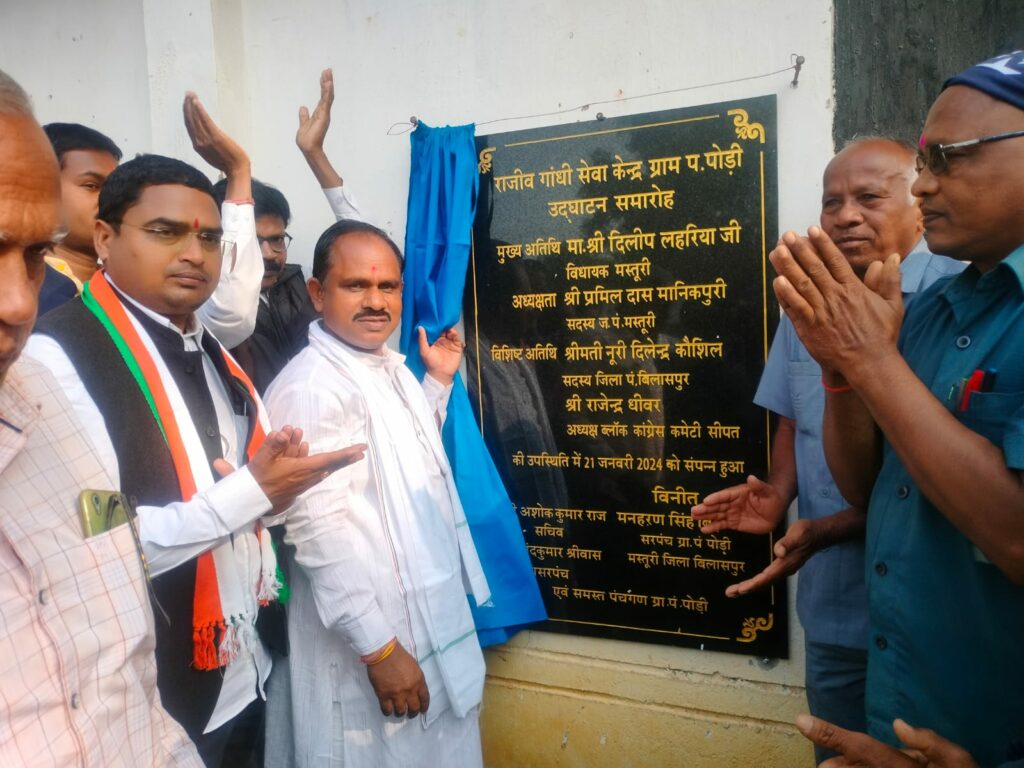 राजीव गांधी सेवा केन्द्र ग्राम प.पोड़ी
उद्घाटन समारोह
मुख्य अतिथि मा.श्री दिलीप लहरिया जी
विधायक मस्तूरी
अध्यक्षता श्री प्रमिल दास मानिकपुरी
सदस्य ज.पं.मस्तूरी
विशिष्ट अतिथि श्रीमती नूरी दिलेन्द्र कौशिल
सदस्य जिला पं.बिलासपुर
श्री राजेन्द्र धीवर
अध्यक्ष ब्लॉक कांग्रेस कमेटी सीपत
की उपस्थिति में 21 जनवरी 2024 को संपन्न हुआ
विनीत
अशोक कुमार राज
सचिव
मनहरण सिंह
सरपंच ग्रा.पं पोड़ी
मस्तूरी जिला बिलासपुर
श्रीवास
एवं समस्त पंचगण ग्रा.पं.पोड़ी